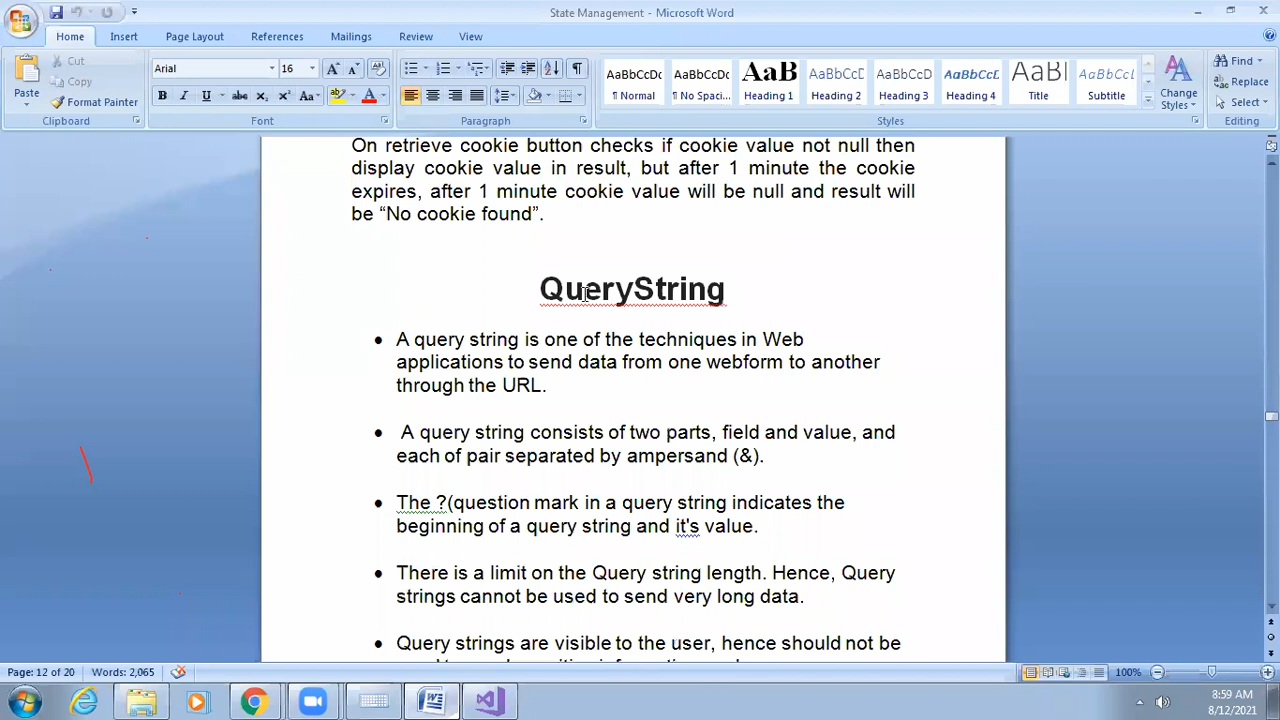 State Management - Microsoft Word
Home Insert Page Layout References Mailings Review View
Paste
Cut
Copy
Format Painter
Clipboard
Arial 16
B I U abc x₂ x² Aa
Font
Paragraph
AaBbCcDc AaBbCcDc AaB AaBbCcD AaBbCcD AaBbCcL AaBl AaBbCcL
¶ Normal ¶ No Spaci... Heading 1 Heading 2 Heading 3 Heading 4 Title Subtitle
Change Styles
Styles
Find
Replace
Select
Editing
On retrieve cookie button checks if cookie value not null then
display cookie value in result, but after 1 minute the cookie
expires, after 1 minute cookie value will be null and result will
be “No cookie found”.
QueryString
● A query string is one of the techniques in Web
applications to send data from one webform to another
through the URL.
● A query string consists of two parts, field and value, and
each of pair separated by ampersand (&).
● The ?(question mark in a query string indicates the
beginning of a query string and it's value.
● There is a limit on the Query string length. Hence, Query
strings cannot be used to send very long data.
● Query strings are visible to the user, hence should not be
Page: 12 of 20 Words: 2,065 100%
8:59 AM
8/12/2021